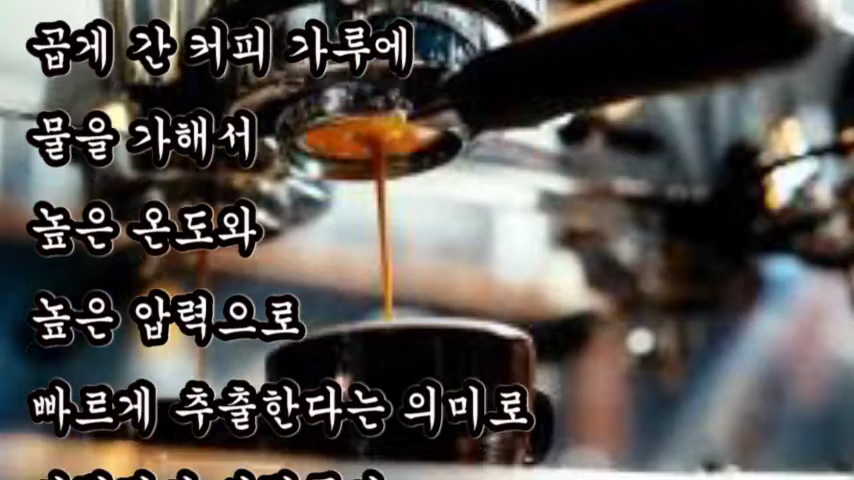 곱게 간 커피 가루에
물을 가해서
높은 온도와
높은 압력으로
빠르게 추출한다는 의미로